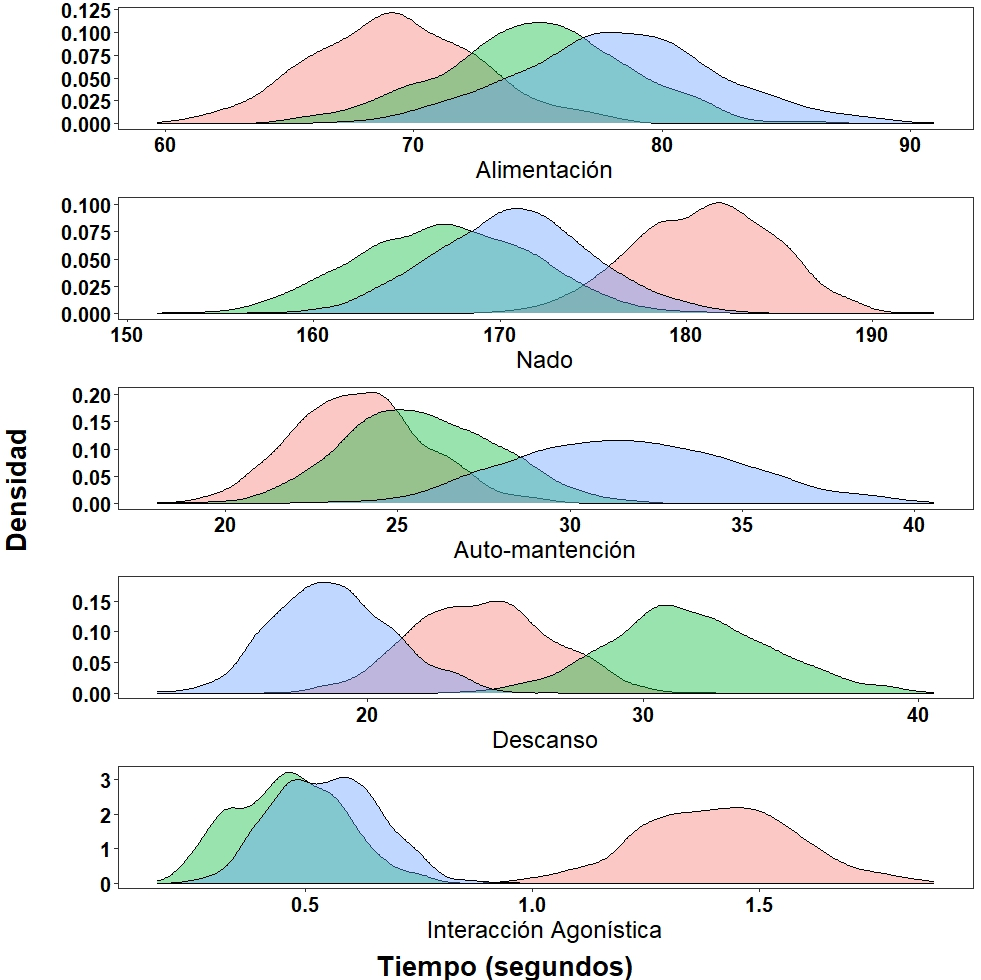 0.125
0.100
0.075
0.050
0.025
0.000
60 70 80 90
Alimentación
0.100
0.075
0.050
0.025
0.000
150 160 170 180 190
Nado
0.20
0.15
0.10
0.05
0.00
20 25 30 35 40
Auto-mantención
0.15
0.10
0.05
0.00
20 30 40
Descanso
3
2
1
0
0.5 1.0 1.5
Interacción Agonística
Densidad
Tiempo (segundos)